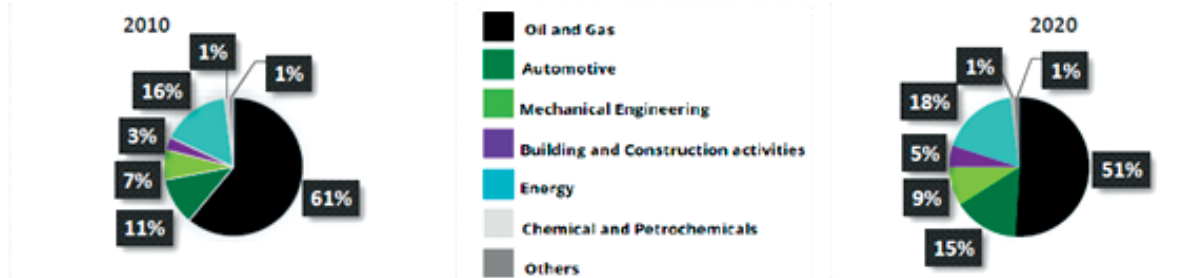 2010
1%
1%
16%
3%
7%
11%
61%
Oil and Gas
Automotive
Mechanical Engineering
Building and Construction activities
Energy
Chemical and Petrochemicals
Others
2020
1%
1%
18%
5%
9%
15%
51%